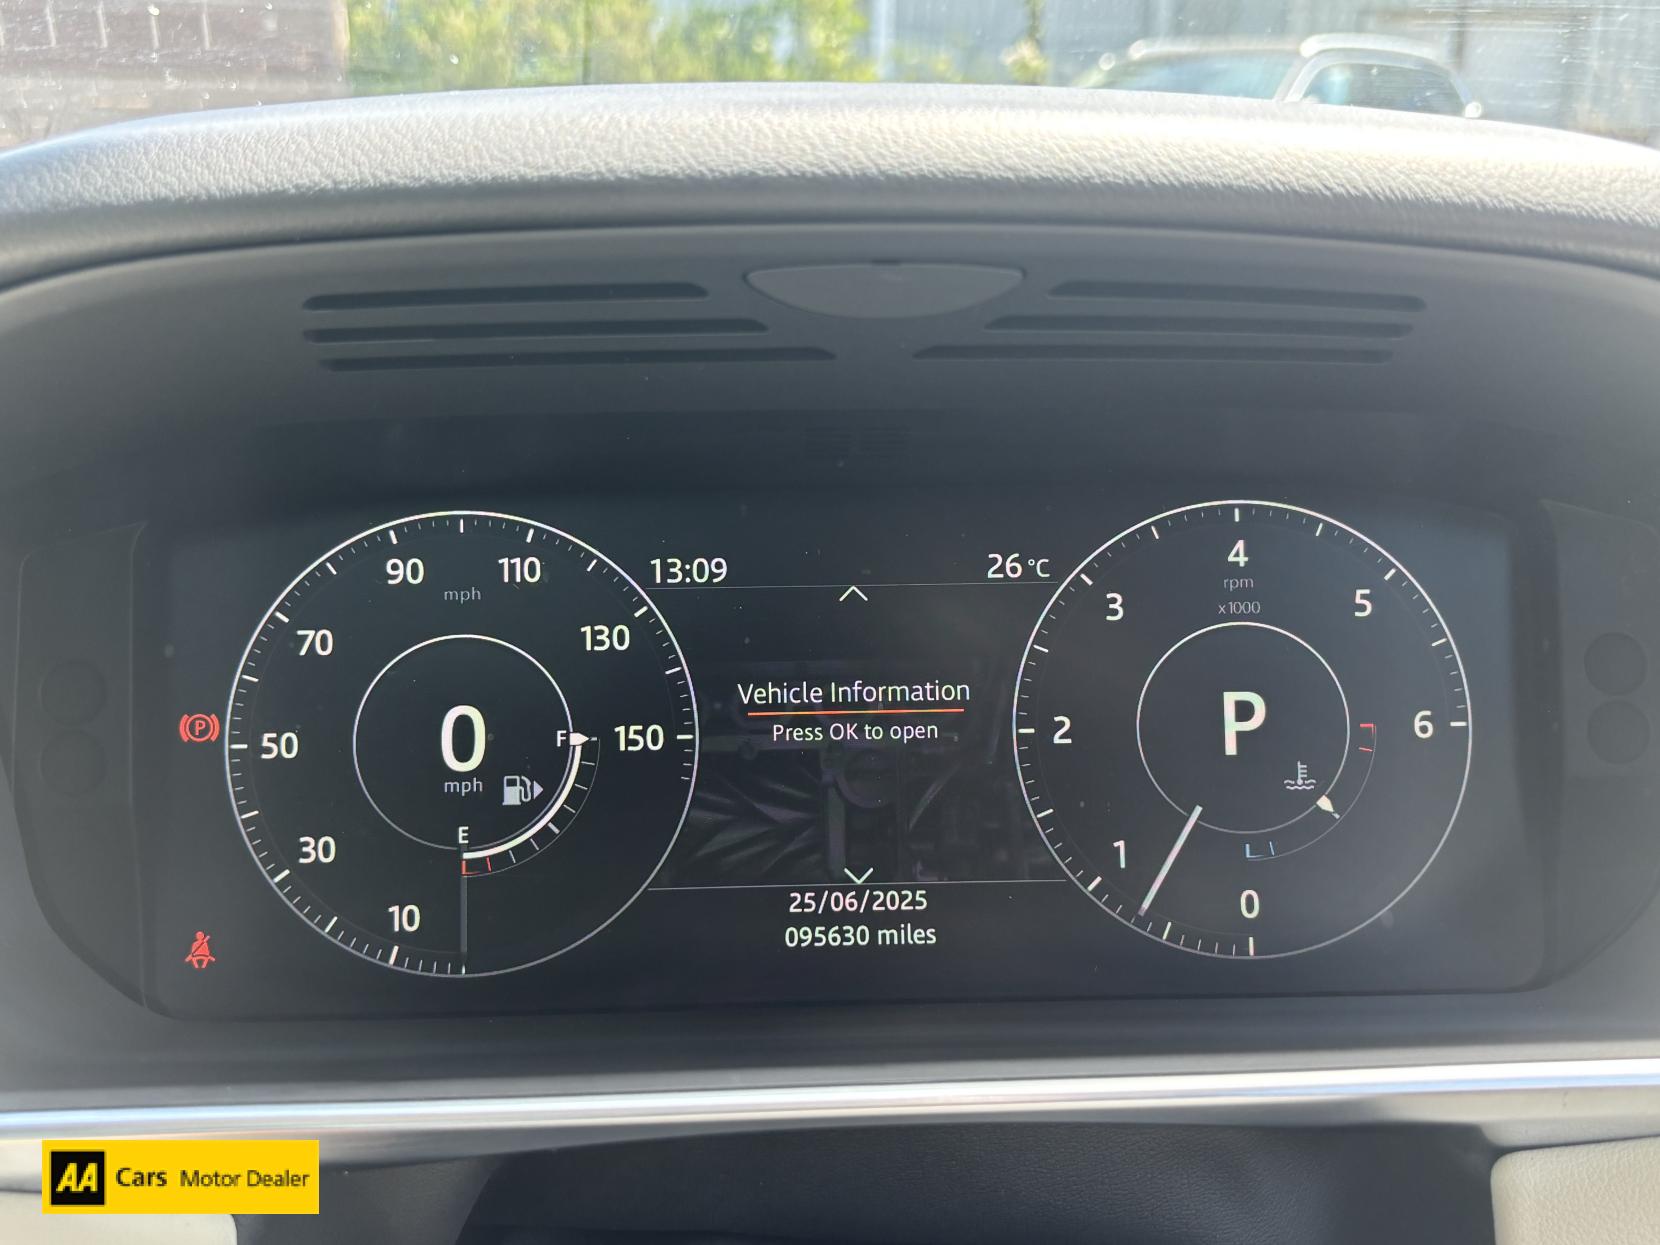 13:09
26°C
90
mph
110
70
130
50
0
mph
F
150
30
E
10
Vehicle Information
Press OK to open
25/06/2025
095630 miles
4
rpm
x1000
3
5
2
P
6
1
0
P
AA Cars Motor Dealer